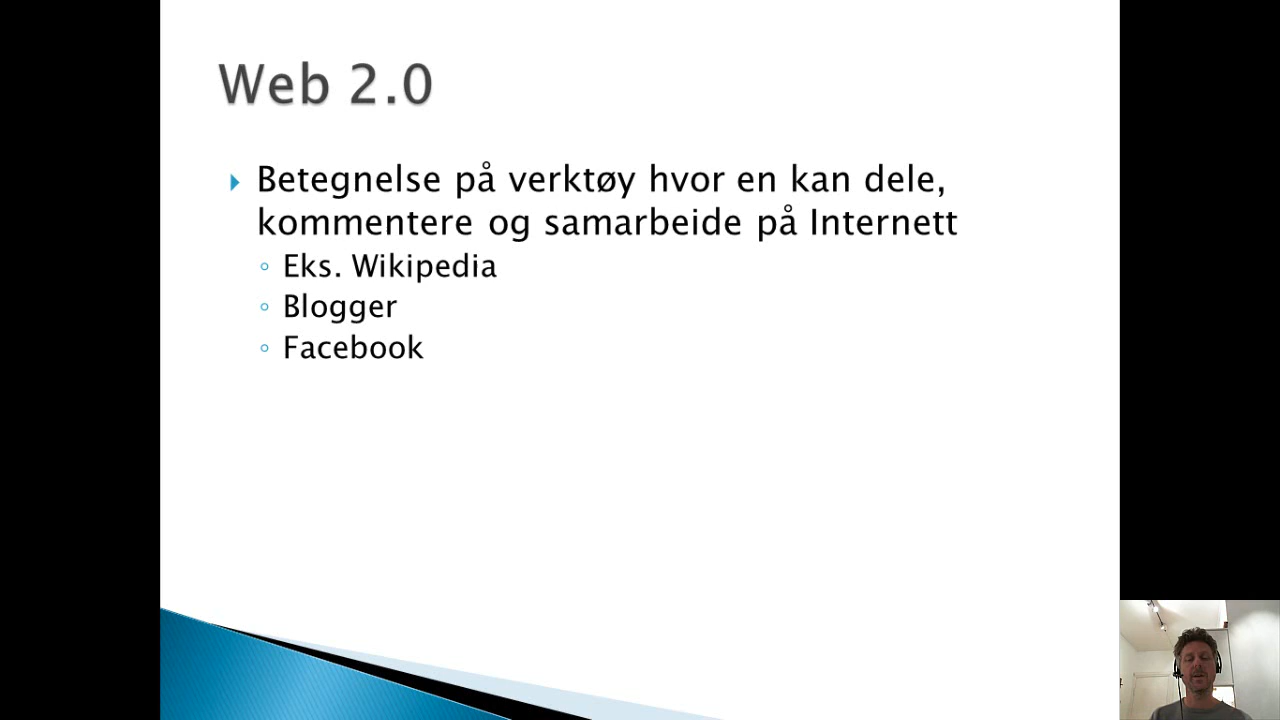 Web 2.0
Betegnelse på verktøy hvor en kan dele,
kommentere og samarbeide på Internett
Eks. Wikipedia
Blogger
Facebook